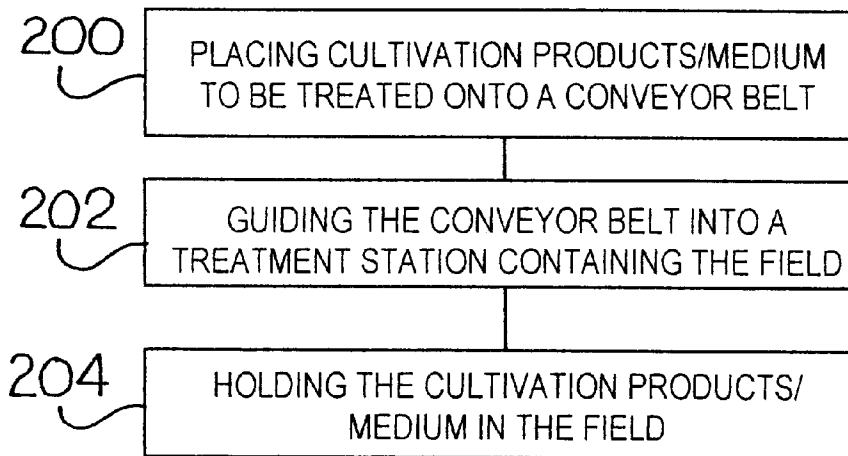 200
PLACING CULTIVATION PRODUCTS/MEDIUM
TO BE TREATED ONTO A CONVEYOR BELT
202
GUIDING THE CONVEYOR BELT INTO A
TREATMENT STATION CONTAINING THE FIELD
204
HOLDING THE CULTIVATION PRODUCTS/
MEDIUM IN THE FIELD